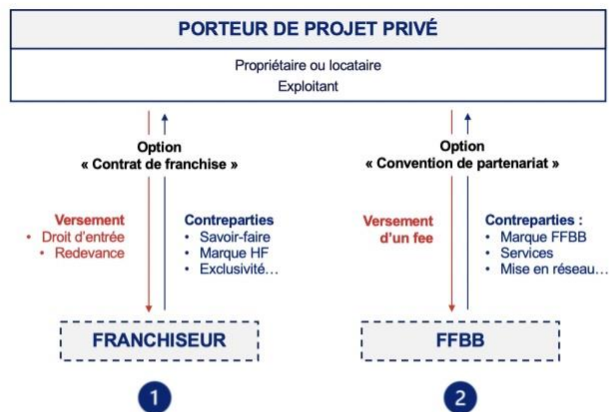 PORTEUR DE PROJET PRIVÉ
Propriétaire ou locataire
Exploitant
Option
« Contrat de franchise »
Versement
• Droit d'entrée
• Redevance
Contreparties
• Savoir-faire
• Marque HF
• Exclusivité…
FRANCHISEUR
1
Option
« Convention de partenariat »
Versement
d'un fee
Contreparties :
• Marque FFBB
• Services
• Mise en réseau…
FFBB
2